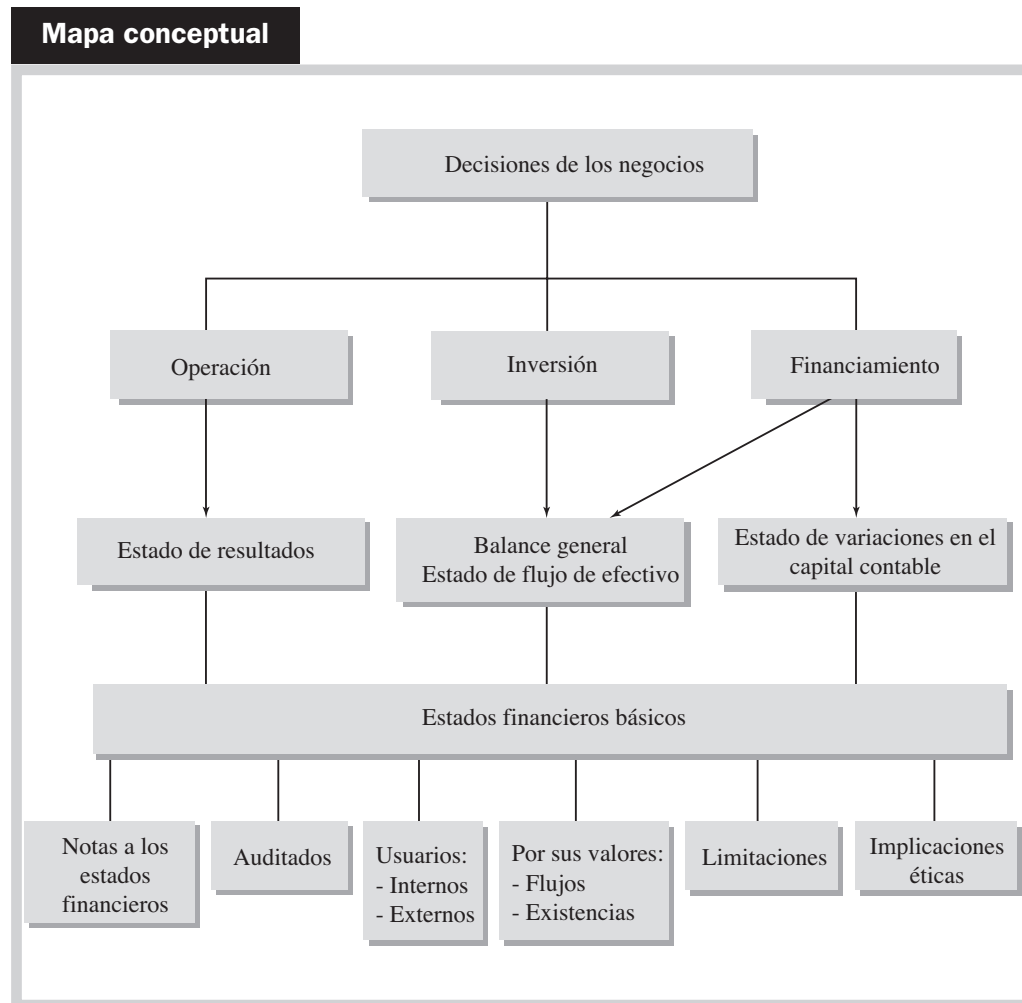 Mapa conceptual
Decisiones de los negocios
Operación
Inversión
Financiamiento
Estado de resultados
Balance general
Estado de flujo de efectivo
Estado de variaciones en el
capital contable
Estados financieros básicos
Notas a los
estados
financieros
Auditados
Usuarios:
- Internos
- Externos
Por sus valores:
- Flujos
- Existencias
Limitaciones
Implicaciones
éticas